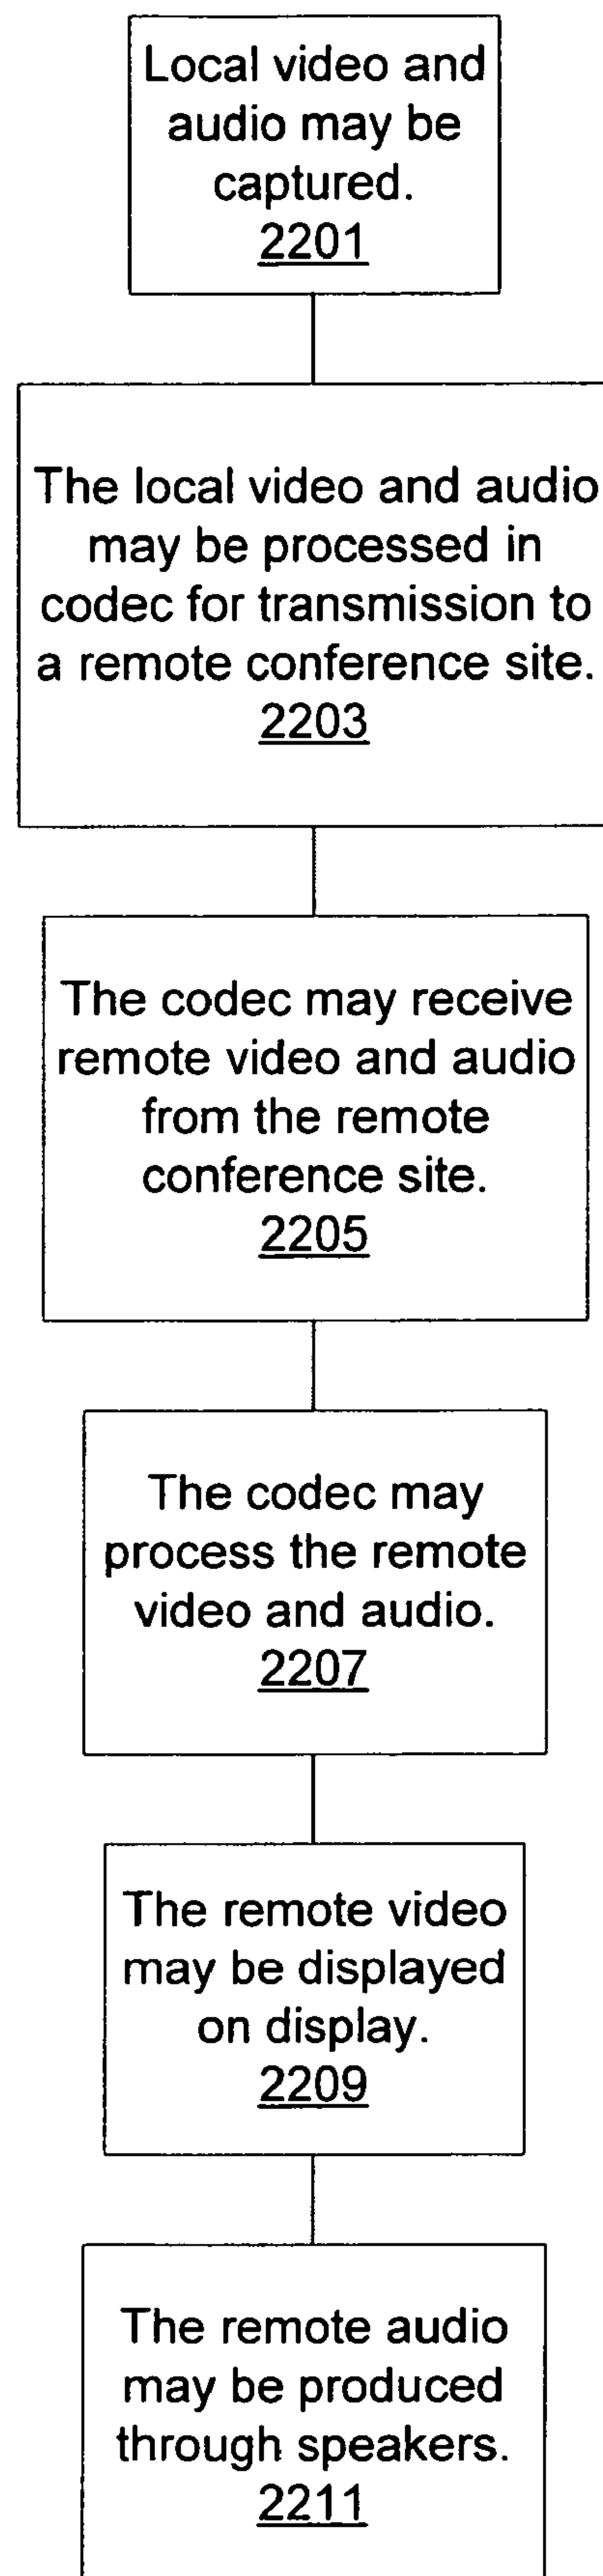 Local video and
audio may be
captured.
2201
The local video and audio
may be processed in
codec for transmission to
a remote conference site.
2203
The codec may receive
remote video and audio
from the remote
conference site.
2205
The codec may
process the remote
video and audio.
2207
The remote video
may be displayed
on display.
2209
The remote audio
may be produced
through speakers.
2211